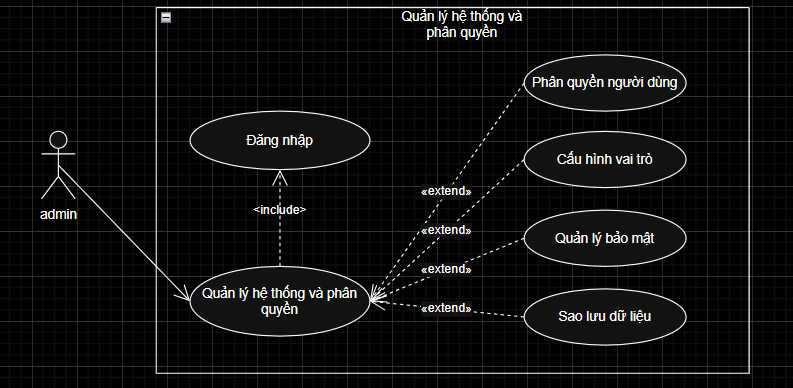 Quản lý hệ thống và
phân quyền
Phân quyền người dùng
Đăng nhập
Cấu hình vai trò
«extend»
admin
<include>
«extend»
Quản lý bảo mật
«extend»
Quản lý hệ thống và phân
quyền
«extend»
Sao lưu dữ liệu